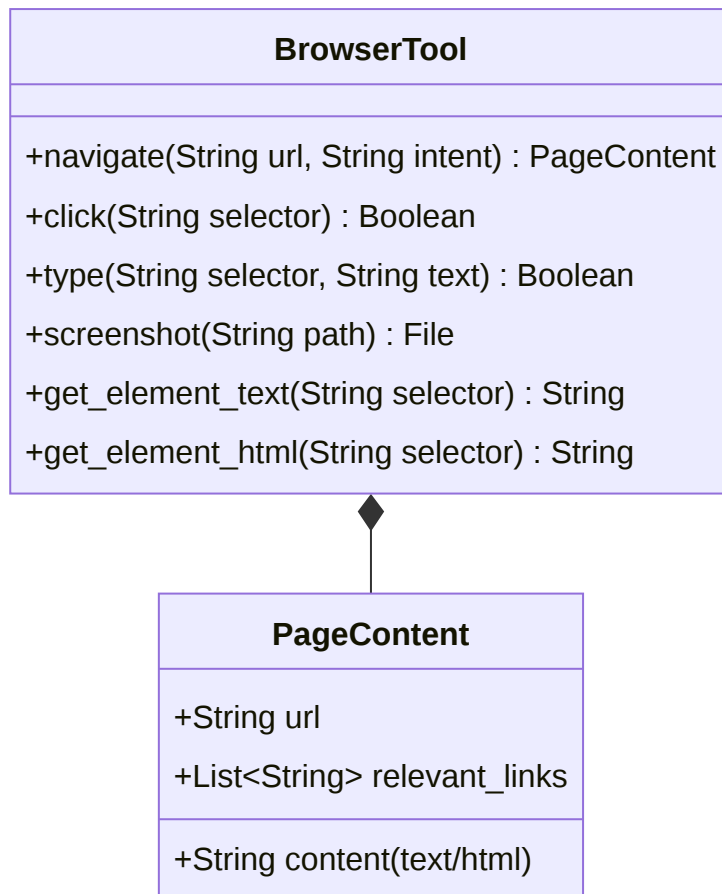 BrowserTool
+navigate(String url, String intent) : PageContent
+click(String selector) : Boolean
+type(String selector, String text) : Boolean
+screenshot(String path) : File
+get_element_text(String selector) : String
+get_element_html(String selector) : String
PageContent
+String url
+List<String> relevant_links
+String content(text/html)